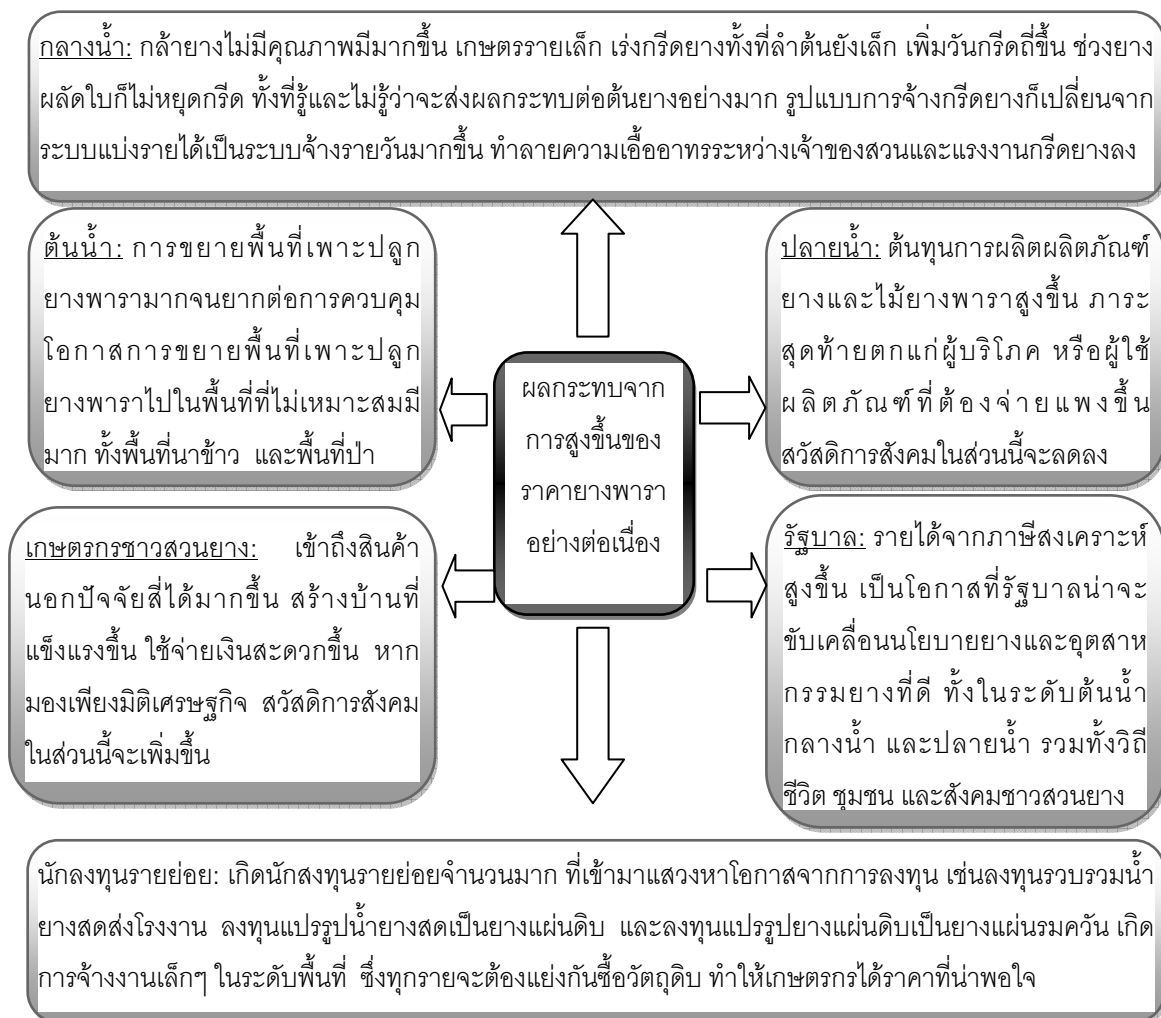 กลางน้ำ: กล้ายางไม่มีคุณภาพมีมากขึ้น เกษตรรายเล็ก เร่งกรีดยางทั้งที่ลำต้นยังเล็ก เพิ่มวันกรีดถี่ขึ้น ช่วงยาง
ผลัดใบก็ไม่หยุดกรีด ทั้งที่รู้และไม่รู้ว่าจะส่งผลกระทบต่อต้นยางอย่างมาก รูปแบบการจ้างกรีดยางก็เปลี่ยนจาก
ระบบแบ่งรายได้เป็นระบบจ้างรายวันมากขึ้น ทำลายความเอื้ออาทรระหว่างเจ้าของสวนและแรงงานกรีดยางลง
ต้นน้ำ: การขยายพื้นที่เพาะปลูก
ยางพารามากจนยากต่อการควบคุม
โอกาสการขยายพื้นที่เพาะปลูก
ยางพาราไปในพื้นที่ที่ไม่เหมาะสมมี
มาก ทั้งพื้นที่นาข้าว และพื้นที่ป่า
ปลายน้ำ: ต้นทุนการผลิตผลิตภัณฑ์
ยางและไม้ยางพาราสูงขึ้น ภาระ
สุดท้ายตกแก่ผู้บริโภค หรือผู้ใช้
ผลิตภัณฑ์ที่ต้องจ่ายแพงขึ้น
สวัสดิการสังคมในส่วนนี้จะลดลง
ผลกระทบจาก
การสูงขึ้นของ
ราคายางพารา
อย่างต่อเนื่อง
เกษตรกรชาวสวนยาง: เข้าถึงสินค้า
นอกปัจจัยสี่ได้มากขึ้น สร้างบ้านที่
แข็งแรงขึ้น ใช้จ่ายเงินสะดวกขึ้น หาก
มองเพียงมิติเศรษฐกิจ สวัสดิการสังคม
ในส่วนนี้จะเพิ่มขึ้น
รัฐบาล: รายได้จากภาษีสงเคราะห์
สูงขึ้น เป็นโอกาสที่รัฐบาลน่าจะ
ขับเคลื่อนนโยบายยางและอุตสาห
กรรมยางที่ดี ทั้งในระดับต้นน้ำ
กลางน้ำ และปลายน้ำ รวมทั้งวิถี
ชีวิต ชุมชน และสังคมชาวสวนยาง
นักลงทุนรายย่อย: เกิดนักสงทุนรายย่อยจำนวนมาก ที่เข้ามาแสวงหาโอกาสจากการลงทุน เช่นลงทุนรวบรวมน้ำ
ยางสดส่งโรงงาน ลงทุนแปรรูปน้ำยางสดเป็นยางแผ่นดิบ และลงทุนแปรรูปยางแผ่นดิบเป็นยางแผ่นรมควัน เกิด
การจ้างงานเล็กๆ ในระดับพื้นที่ ซึ่งทุกรายจะต้องแย่งกันซื้อวัตถุดิบ ทำให้เกษตรกรได้ราคาที่น่าพอใจ